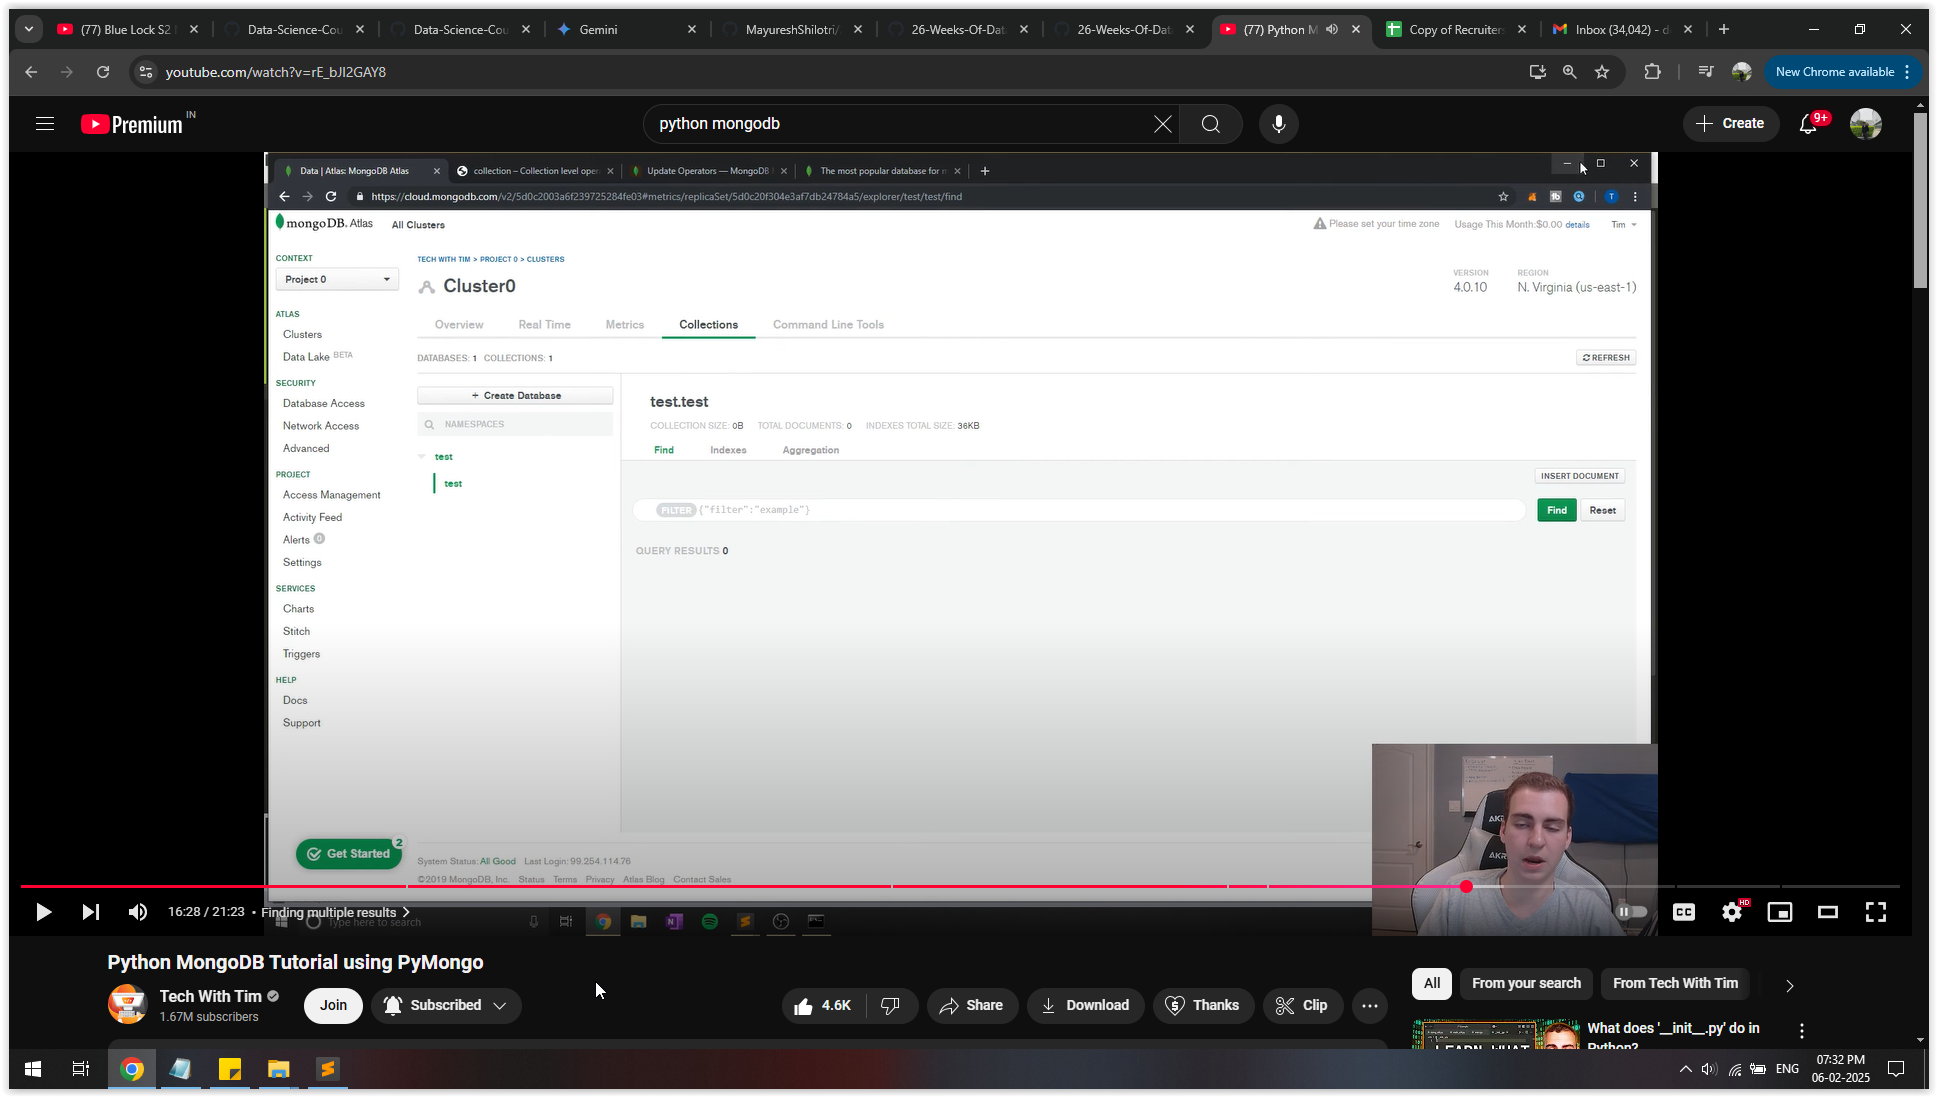 (77) Blue Lock S2
Data-Science-Cou
Data-Science-Cou
Gemini
MayureshShilotri/
26-Weeks-Of-Dat
26-Weeks-Of-Dat
(77) Python M
Copy of Recruiter
Inbox (34,042) - d
youtube.com/watch?v=rE_bJl2GAY8
New Chrome available
Premium IN
python mongodb
Create
9+
Data | Atlas: MongoDB Atlas
collection – Collection level oper
Update Operators — MongoDB
The most popular database for m
https://cloud.mongodb.com/v2/5d0c2003a6f239725284fe03#metrics/replicaSet/5d0c20f304e3af7db24784a5/explorer/test/test/find
mongoDB. Atlas
All Clusters
Please set your time zone
Usage This Month:$0.00 details
Tim
CONTEXT
Project 0
TECH WITH TIM > PROJECT 0 > CLUSTERS
Cluster0
VERSION
4.0.10
REGION
N. Virginia (us-east-1)
ATLAS
Clusters
Data Lake BETA
SECURITY
Database Access
Network Access
Advanced
PROJECT
Access Management
Activity Feed
Alerts 0
Settings
SERVICES
Charts
Stitch
Triggers
HELP
Docs
Support
Overview
Real Time
Metrics
Collections
Command Line Tools
DATABASES: 1 COLLECTIONS: 1
REFRESH
+ Create Database
NAMESPACES
test
test
test.test
COLLECTION SIZE: 0B TOTAL DOCUMENTS: 0 INDEXES TOTAL SIZE: 36KB
Find
Indexes
Aggregation
INSERT DOCUMENT
FILTER {"filter":"example"}
Find
Reset
QUERY RESULTS 0
Get Started
2
System Status: All Good Last Login: 99.254.114.76
©2019 MongoDB, Inc. Status Terms Privacy Atlas Blog Contact Sales
AKR
AKR
16:28 / 21:23 • Finding multiple results
Type here to search
CC
HD
Python MongoDB Tutorial using PyMongo
Tech With Tim
1.67M subscribers
Join
Subscribed
4.6K
Share
Download
Thanks
Clip
All
From your search
From Tech With Tim
What does '__init__.py' do in
Python?
LEARN WHAT
ENG
07:32 PM
06-02-2025